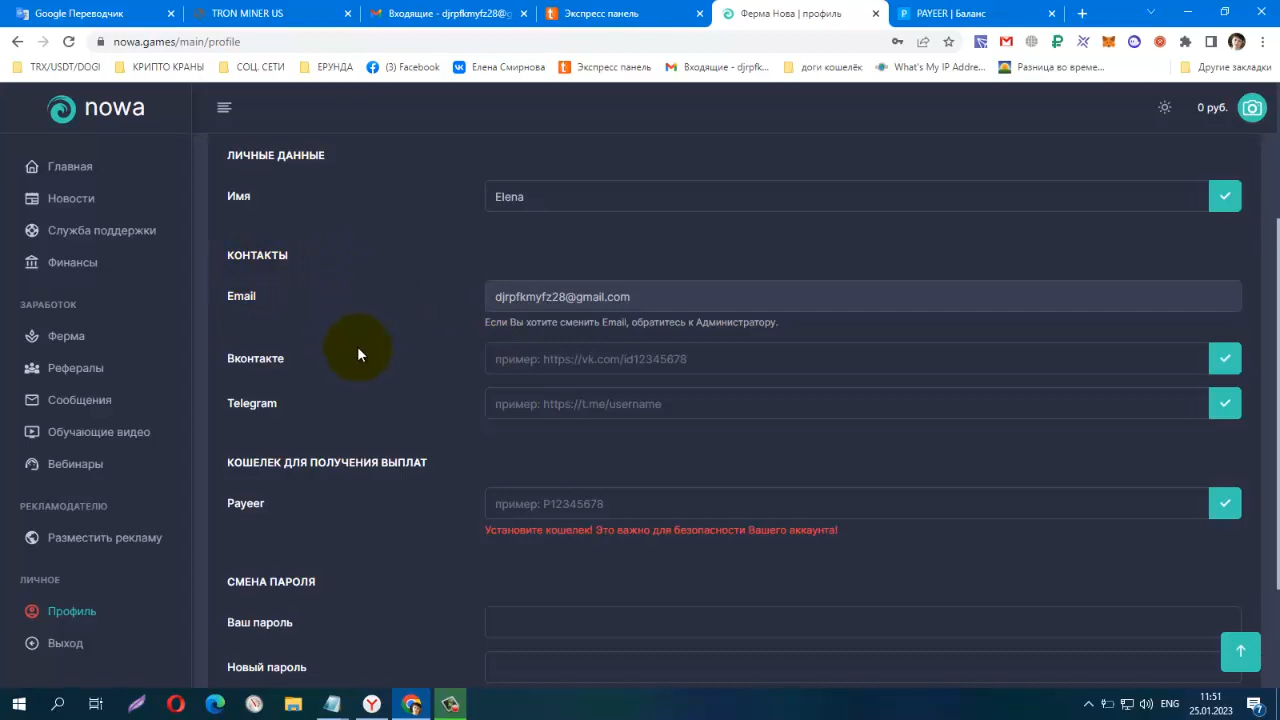 Google Переводчик
TRON MINER US
Входящие - djrpfkmyfz28@g
Экспресс панель
Ферма Нова | профиль
PAYEER | Баланс
nowa.games/main/profile
TRX/USDT/DOGI
КРИПТО КРАНЫ
СОЦ. СЕТИ
ЕРУНДА
(3) Facebook
Елена Смирнова
Экспресс панель
Входящие - djrpfk...
доги кошелёк
What's My IP Addre...
Разница во време...
Другие закладки
nowa
0 руб.
Главная
Новости
Служба поддержки
Финансы
ЗАРАБОТОК
Ферма
Рефералы
Сообщения
Обучающие видео
Вебинары
РЕКЛАМОДАТЕЛЮ
Разместить рекламу
ЛИЧНОЕ
Профиль
Выход
ЛИЧНЫЕ ДАННЫЕ
Имя
Elena
КОНТАКТЫ
Email
djrpfkmyfz28@gmail.com
Если Вы хотите сменить Email, обратитесь к Администратору.
Вконтакте
пример: https://vk.com/id12345678
Telegram
пример: https://t.me/username
КОШЕЛЕК ДЛЯ ПОЛУЧЕНИЯ ВЫПЛАТ
Payeer
пример: P12345678
Установите кошелек! Это важно для безопасности Вашего аккаунта!
СМЕНА ПАРОЛЯ
Ваш пароль
Новый пароль
ENG
11:51
25.01.2023
7